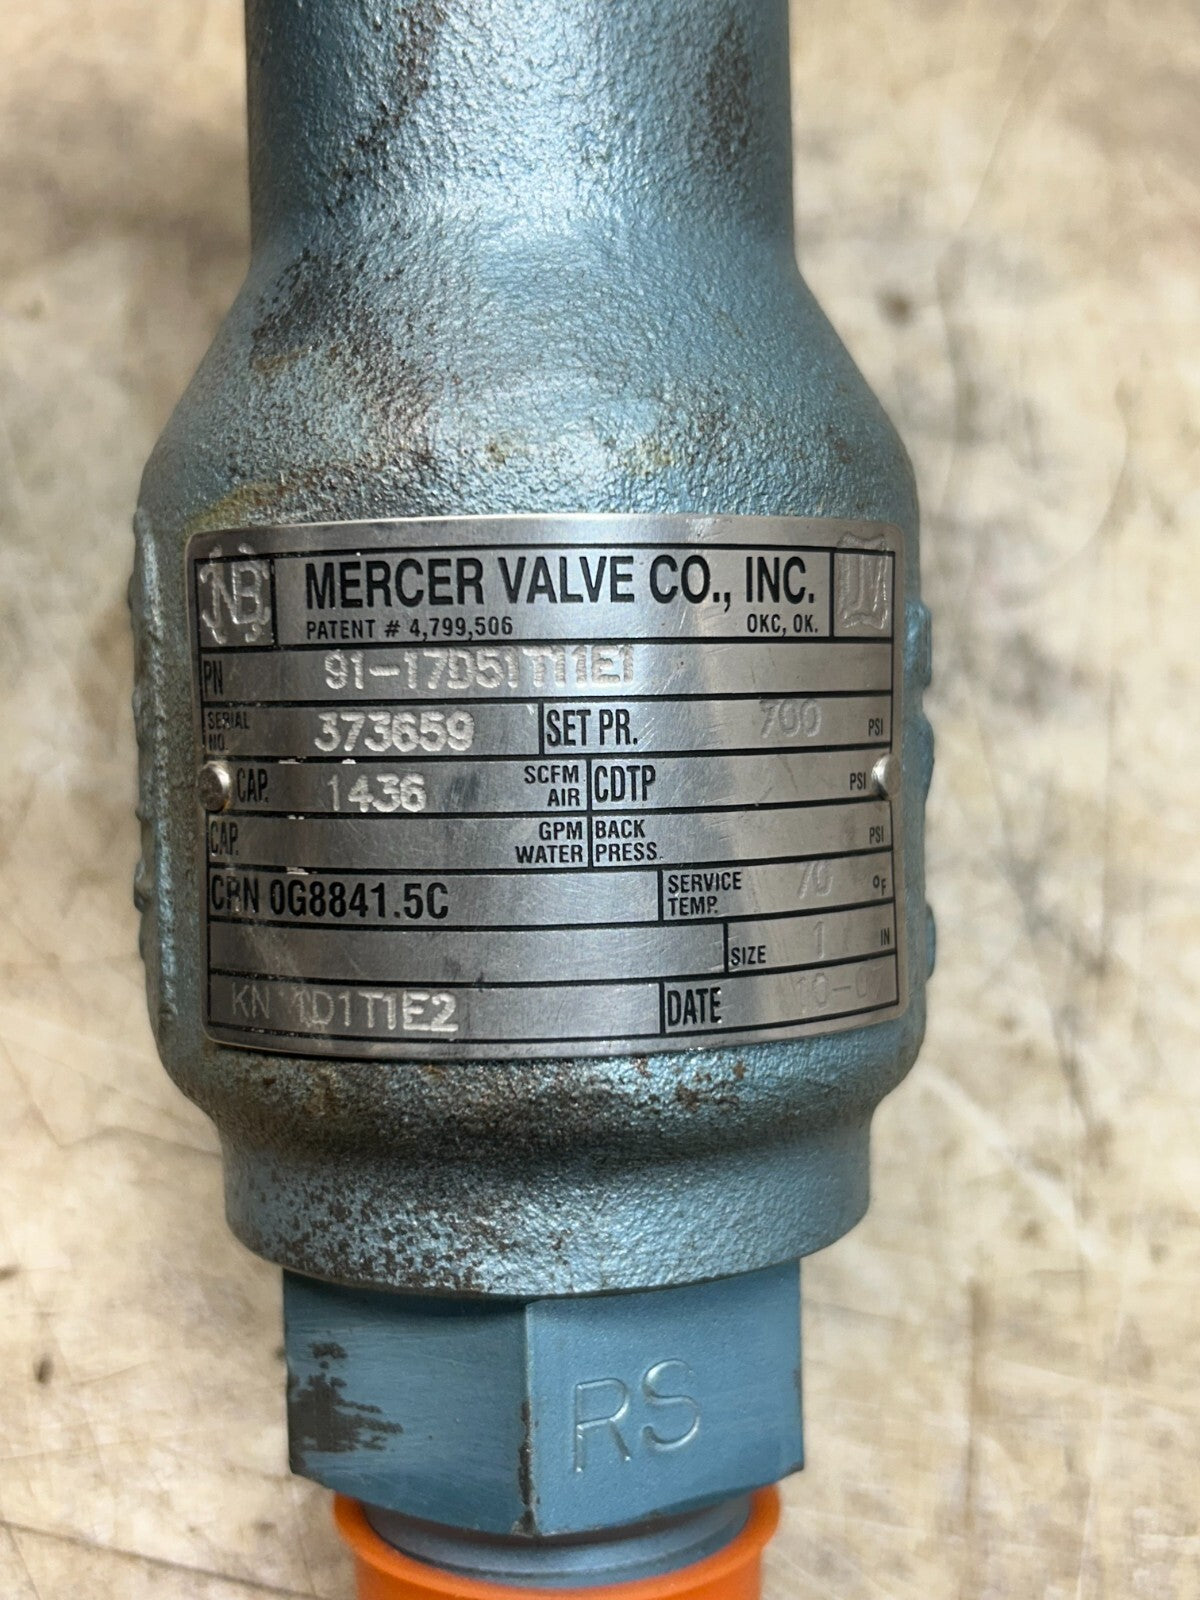 NB MERCER VALVE CO., INC.
PATENT # 4,799,506 OKC, OK.
PN 91-17D51T11E1
SERIAL NO. 373659 SET PR. 700 PSI
CAP. 1436 SCFM AIR CDTP PSI
CAP. GPM WATER BACK PRESS. PSI
CRN 0G8841.5C SERVICE TEMP. 70 °F
SIZE 1 IN
KN 1D1T1E2 DATE
RS